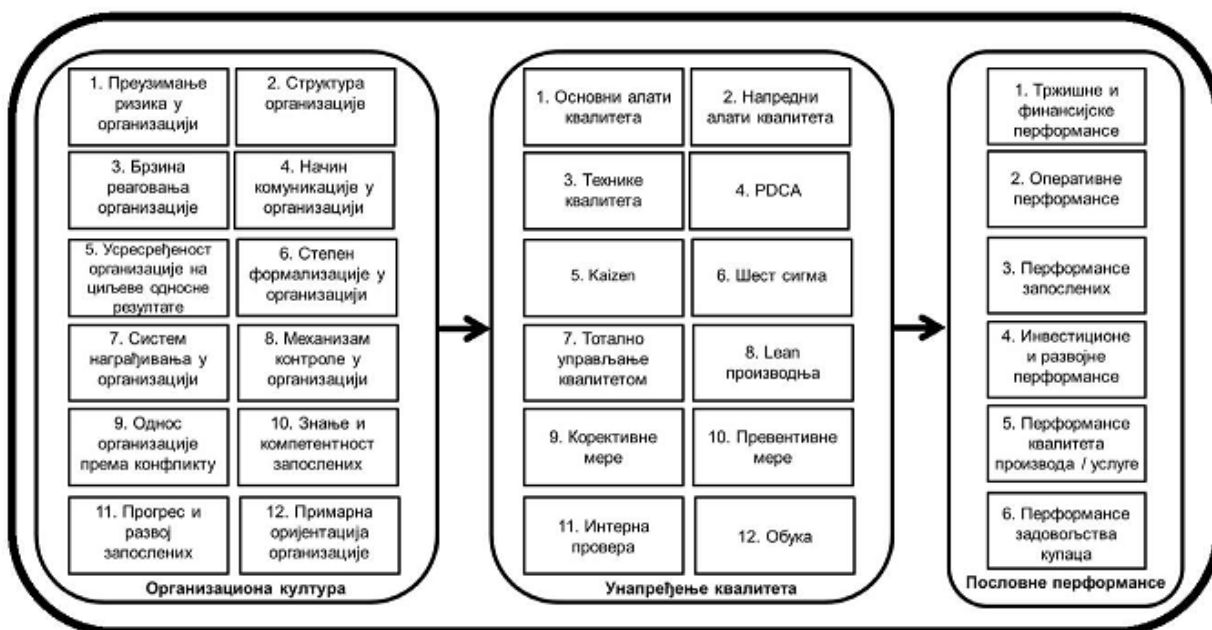 1. Преузимање
ризика у
организацији
2. Структура
организације
3. Брзина
реаговања
организације
4. Начин
комуникације у
организацији
5. Усресређеност
организације на
циљеве односне
резултате
6. Степен
формализације у
организацији
7. Систем
награђивања у
организацији
8. Механизам
контроле у
организацији
9. Однос
организације
према конфликту
10. Знање и
компетентност
запослених
11. Прогрес и
развој
запослених
12. Примарна
оријентација
организације
Организациона култура
1. Основни алати
квалитета
2. Напредни
алати квалитета
3. Технике
квалитета
4. PDCA
5. Kaizen
6. Шест сигма
7. Тотално
управљање
квалитетом
8. Lean
производња
9. Корективне
мере
10. Превентивне
мере
11. Интерна
провера
12. Обука
Унапређење квалитета
1. Тржишне и
финансијске
перформансе
2. Оперативне
перформансе
3. Перформансе
запослених
4. Инвестиционе
и развојне
перформансе
5. Перформансе
квалитета
производа / услуге
6. Перформансе
задовољства
купаца
Пословне перформансе